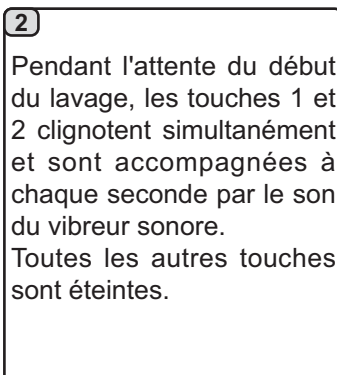 2
Pendant l'attente du début
du lavage, les touches 1 et
2 clignotent simultanément
et sont accompagnées à
chaque seconde par le son
du vibreur sonore.
Toutes les autres touches
sont éteintes.